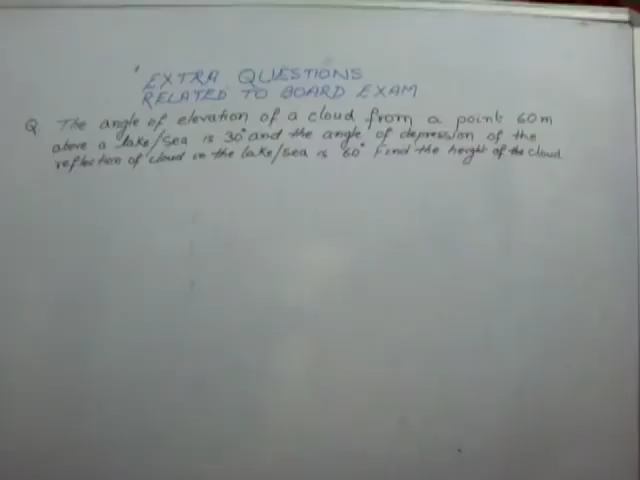 EXTRA QUESTIONS
RELATED TO BOARD EXAM
Q The angle of elevation of a cloud from a point 60m
above a lake/sea is 30° and the angle of depression of the
reflection of cloud in the lake/sea is 60° Find the height of the cloud